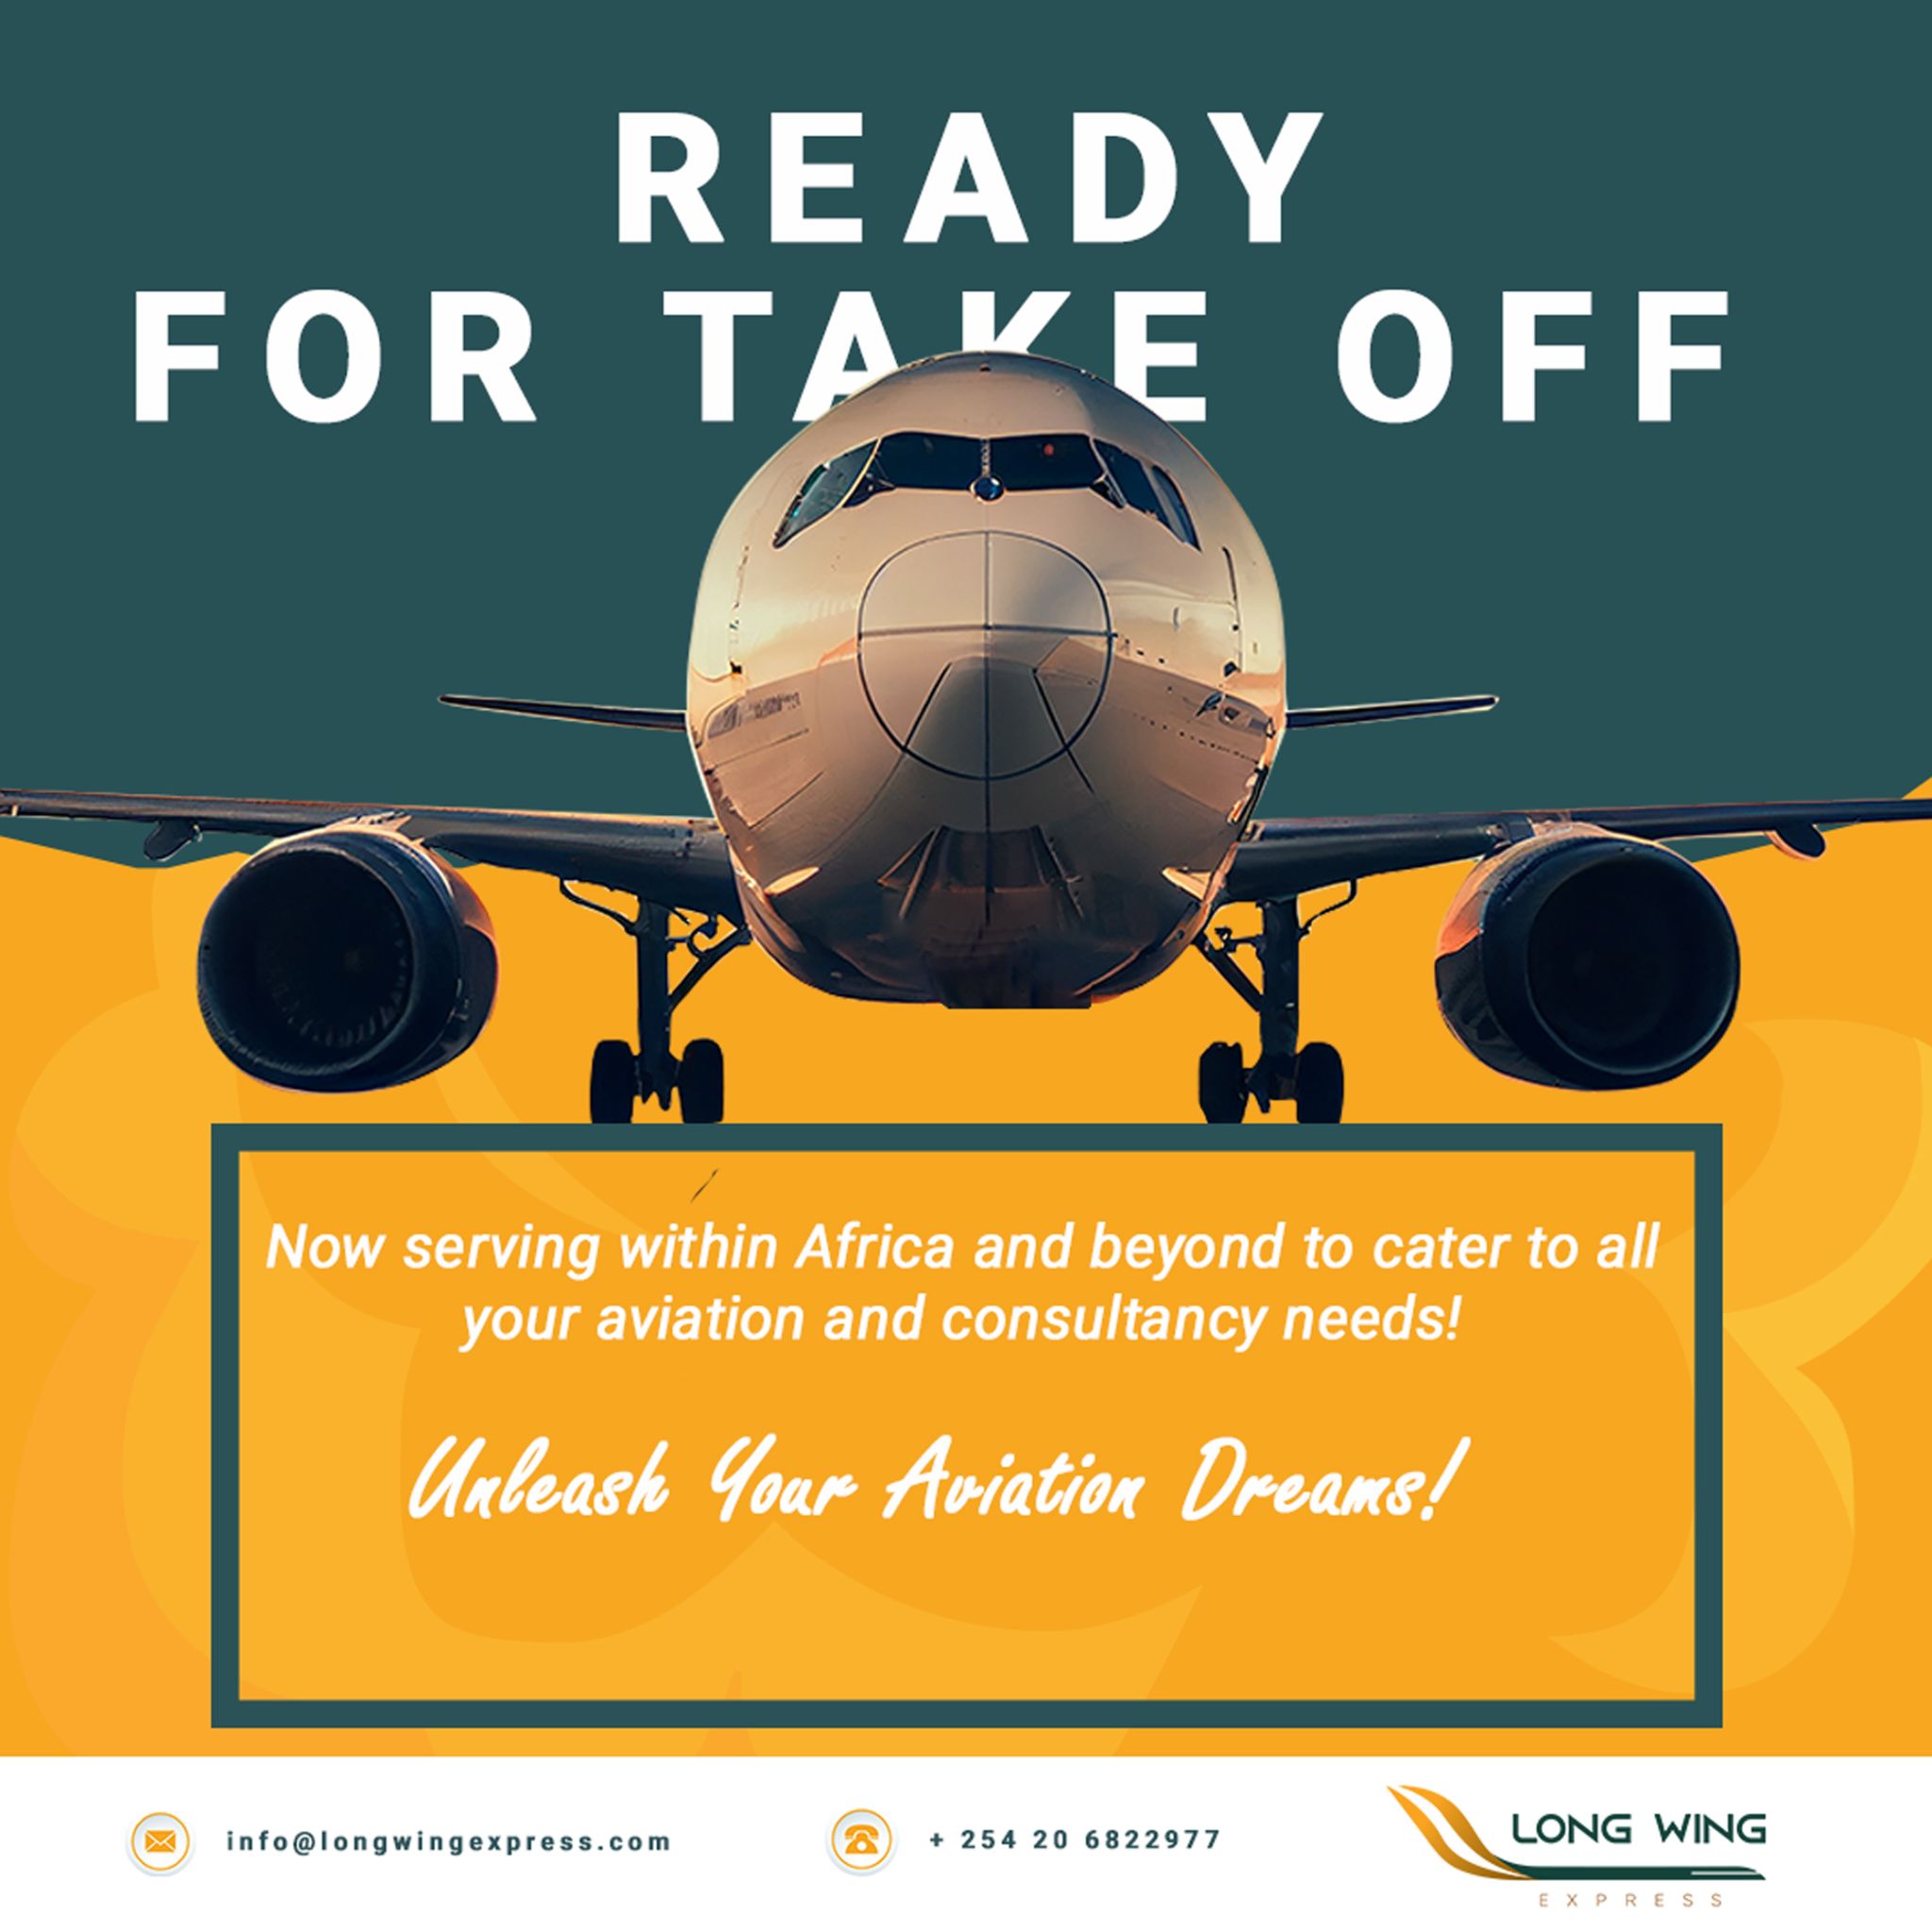 READY
FOR TAKE OFF
Now serving within Africa and beyond to cater to all
your aviation and consultancy needs!
Unleash Your Aviation Dreams!
info@longwingexpress.com
+ 254 20 6822977
LONG WING
EXPRESS